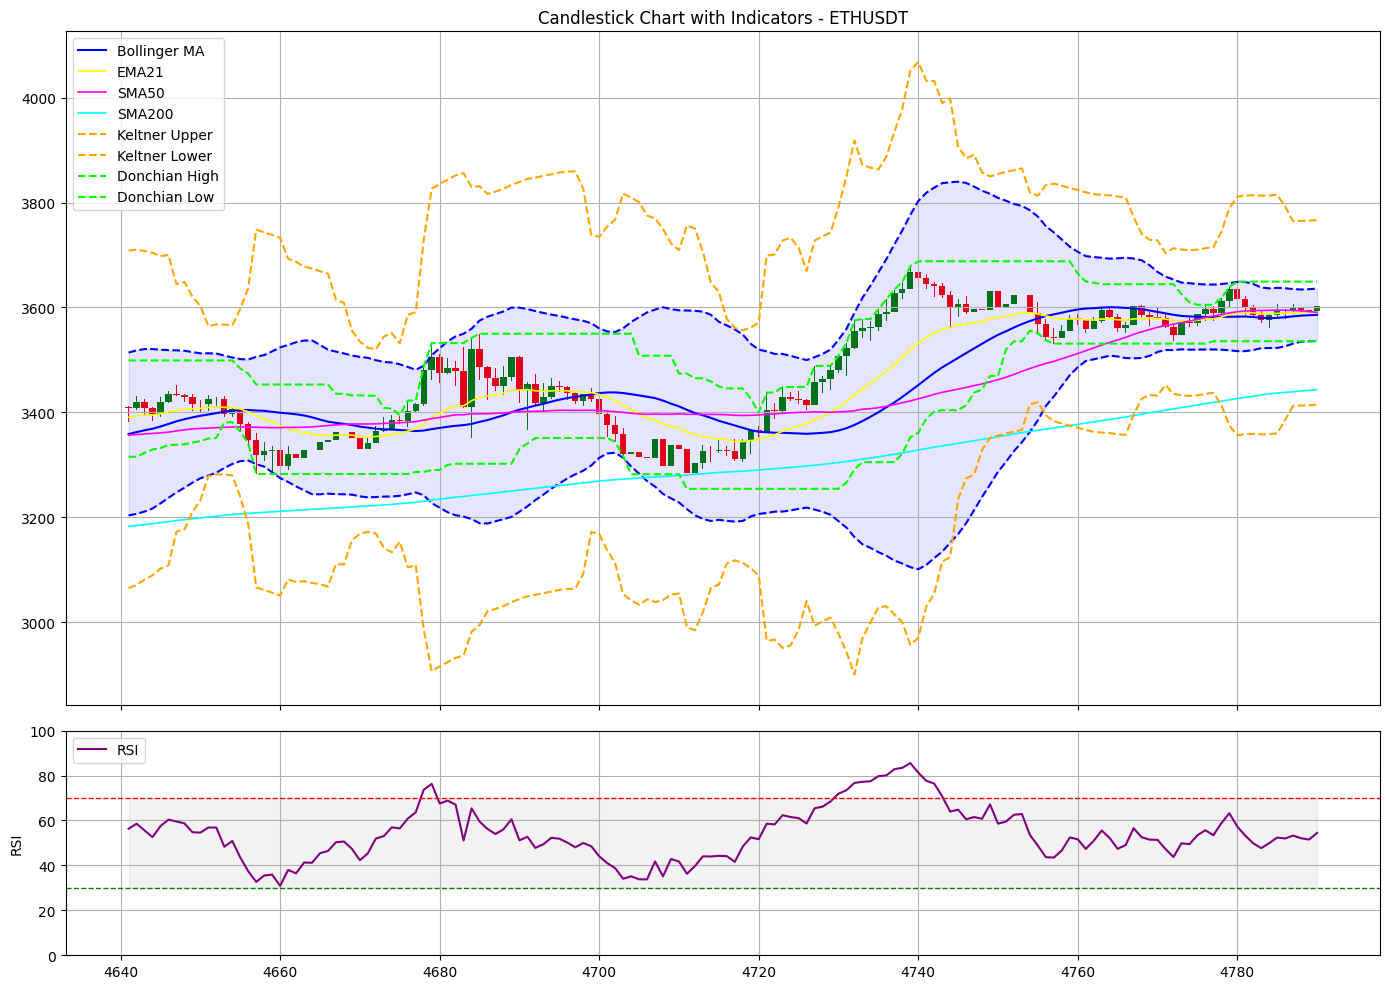 Candlestick Chart with Indicators - ETHUSDT
Bollinger MA
EMA21
SMA50
SMA200
Keltner Upper
Keltner Lower
Donchian High
Donchian Low
4000
3800
3600
3400
3200
3000
RSI
100
80
60
40
20
0
RSI
4640 4660 4680 4700 4720 4740 4760 4780